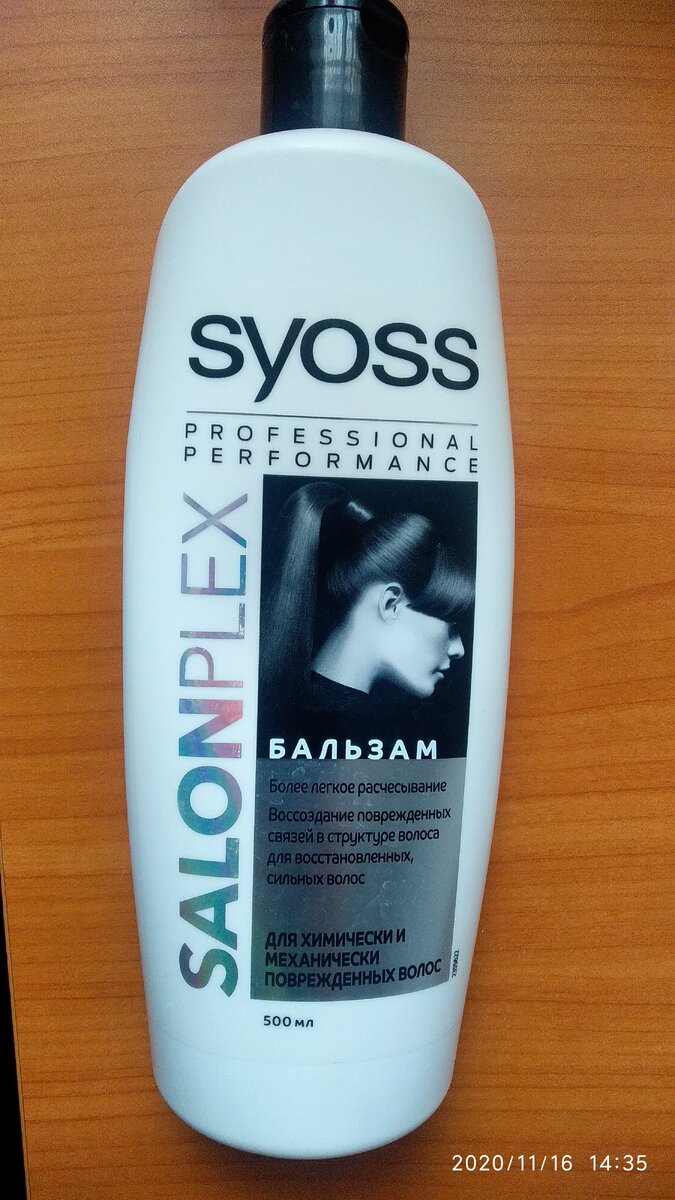 syoss
PROFESSIONAL
PERFORMANCE
SALONPLEX
БАЛЬЗАМ
Более легкое расчесывание
Воссоздание поврежденных
связей в структуре волоса
для восстановленных,
сильных волос
ДЛЯ ХИМИЧЕСКИ И
МЕХАНИЧЕСКИ
ПОВРЕЖДЕННЫХ ВОЛОС
500 мл
2020/11/16 14:35